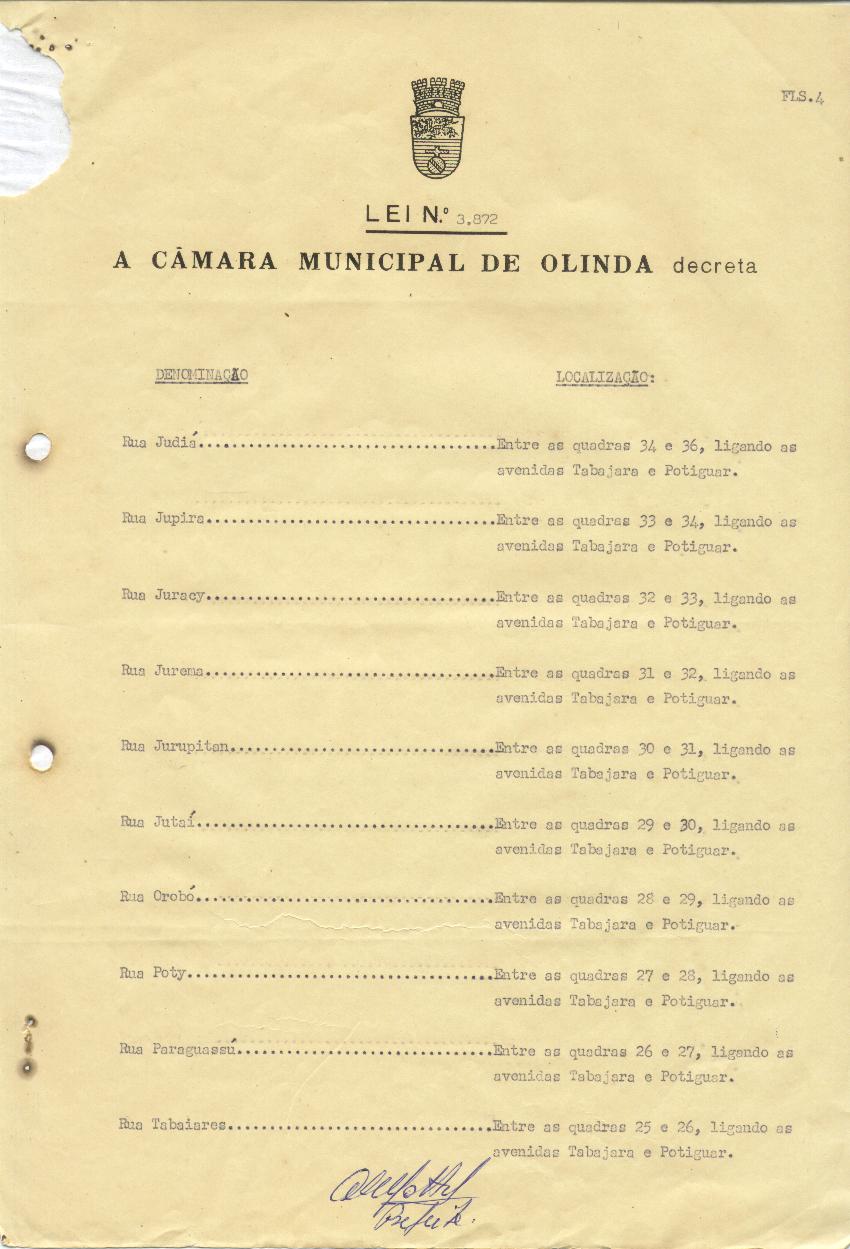 FLS.4
LEI N.º 3.872
A CÂMARA MUNICIPAL DE OLINDA decreta
DENOMINAÇÃO LOCALIZAÇÃO:
Rua Judiá...................................Entre as quadras 34 e 36, ligando as
avenidas Tabajara e Potiguar.
Rua Jupira..................................Entre as quadras 33 e 34, ligando as
avenidas Tabajara e Potiguar.
Rua Juracy..................................Entre as quadras 32 e 33, ligando as
avenidas Tabajara e Potiguar.
Rua Jurema..................................Entre as quadras 31 e 32, ligando as
avenidas Tabajara e Potiguar.
Rua Jurupitan...............................Entre as quadras 30 e 31, ligando as
avenidas Tabajara e Potiguar.
Rua Jutaí...................................Entre as quadras 29 e 30, ligando as
avenidas Tabajara e Potiguar.
Rua Orobó...................................Entre as quadras 28 e 29, ligando as
avenidas Tabajara e Potiguar.
Rua Poty....................................Entre as quadras 27 e 28, ligando as
avenidas Tabajara e Potiguar.
Rua Paraguassú..............................Entre as quadras 26 e 27, ligando as
avenidas Tabajara e Potiguar.
Rua Tabaiares...............................Entre as quadras 25 e 26, ligando as
avenidas Tabajara e Potiguar.